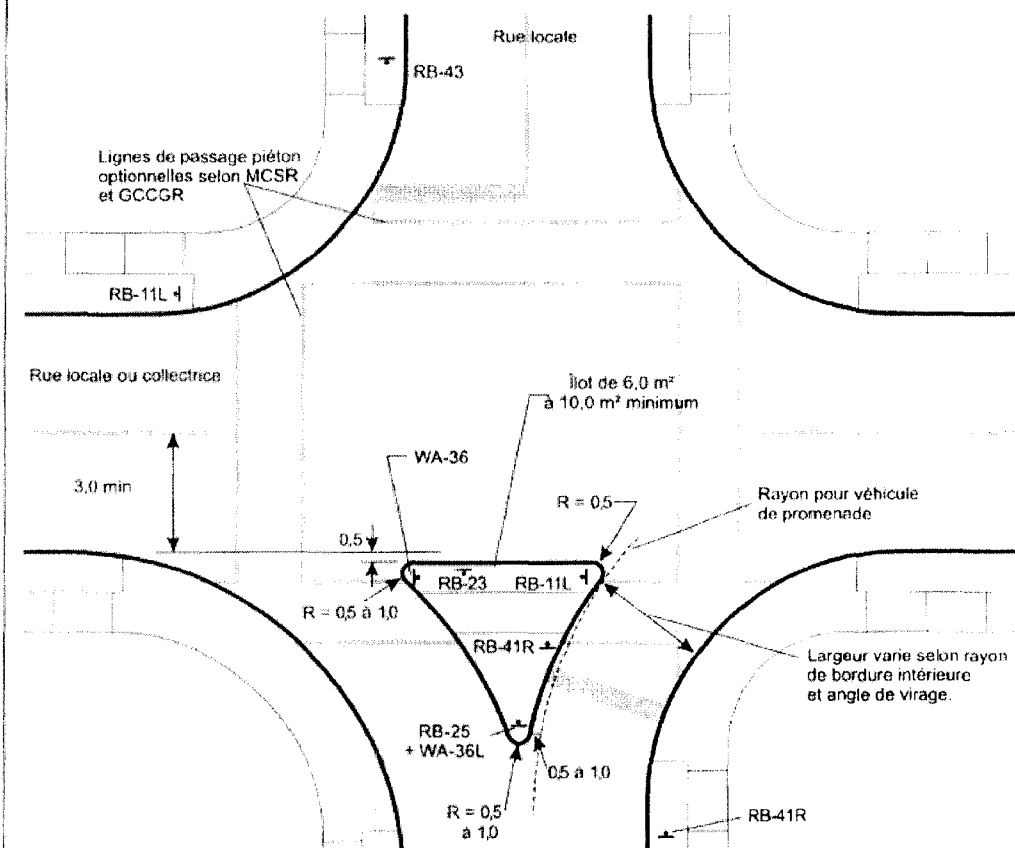 Rue locale
RB-43
Lignes de passage piéton
optionnelles selon MCSR
et GCCGR
RB-11L
Rue locale ou collectrice
Îlot de 6,0 m²
à 10,0 m² minimum
WA-36
3,0 min
R = 0,5
Rayon pour véhicule
de promenade
0,5
RB-23
RB-11L
R = 0,5 à 1,0
RB-41R
Largeur varie selon rayon
de bordure intérieure
et angle de virage.
RB-25
+ WA-36L
0,5 à 1,0
R = 0,5
à 1,0
RB-41R